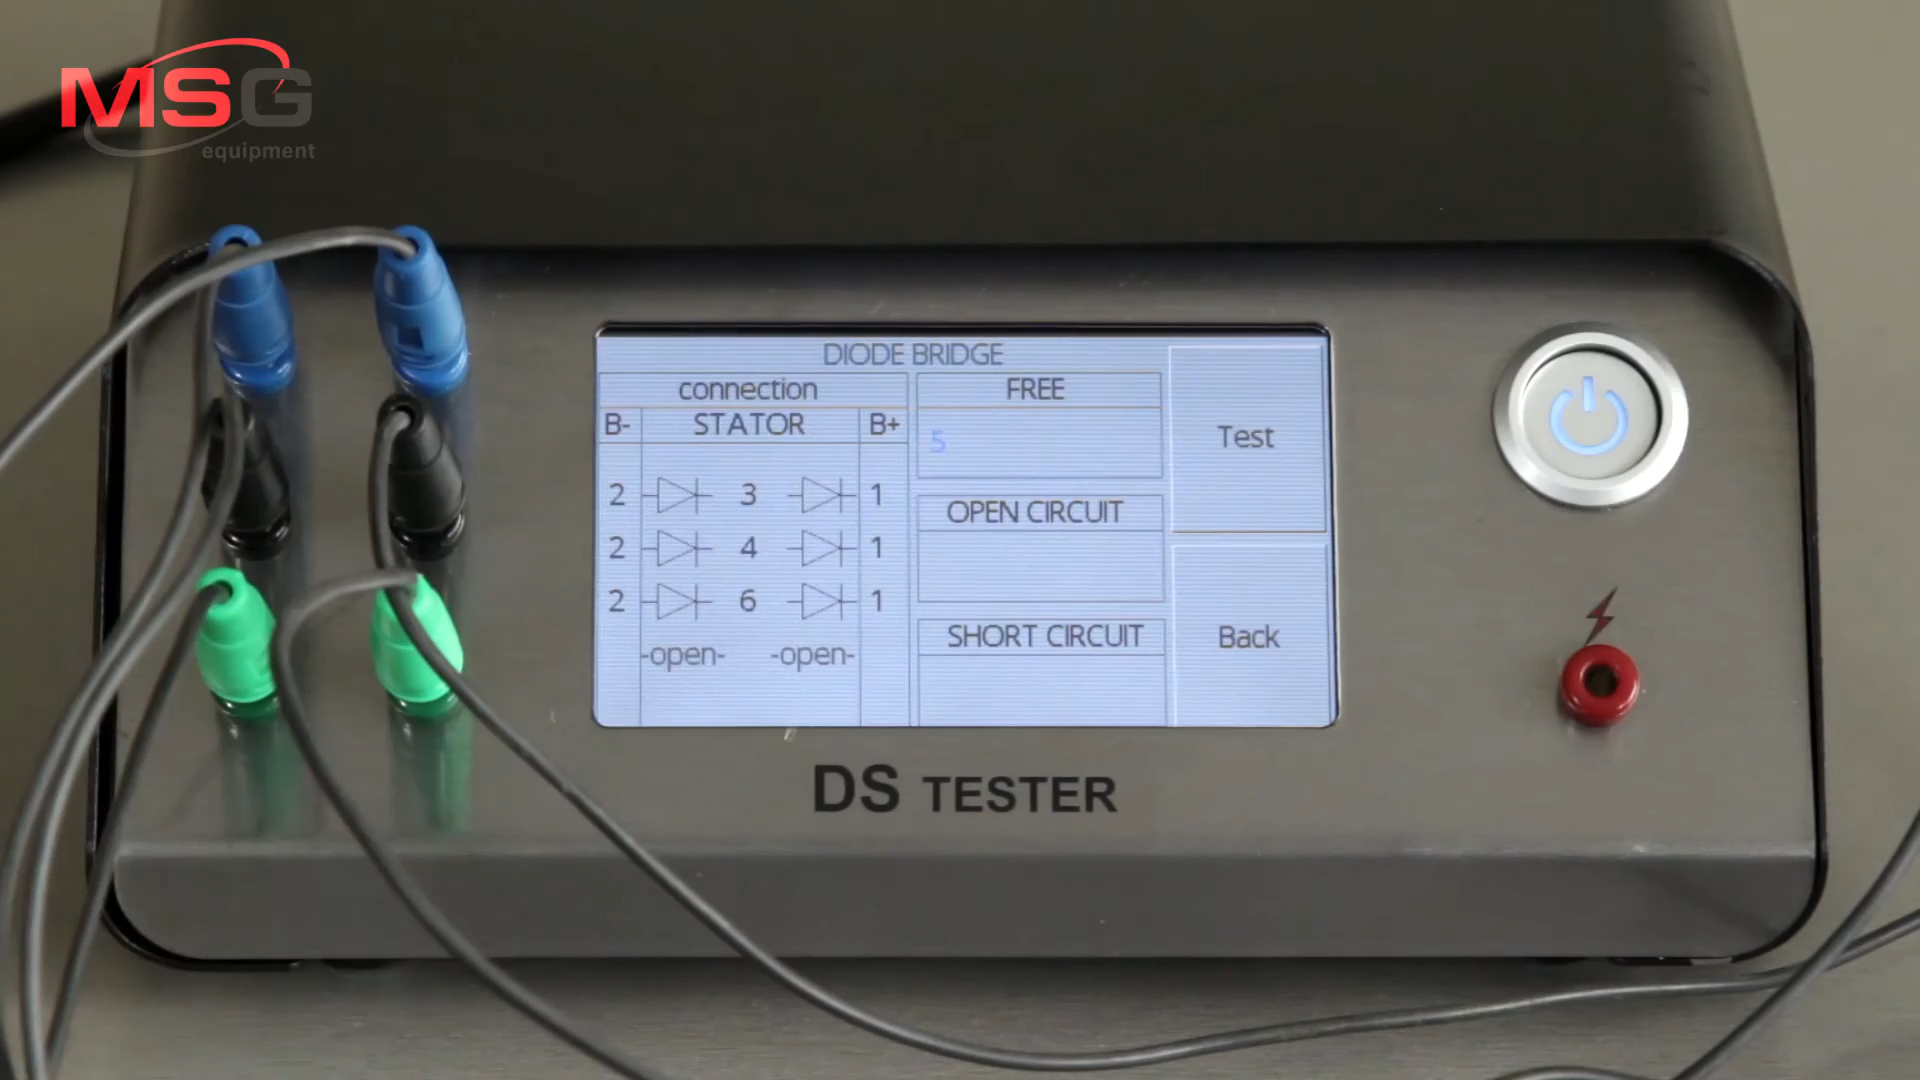 MSG
equipment
DIODE BRIDGE
connection
B- STATOR B+
2 3 1
2 4 1
2 6 1
-open- -open-
FREE
5
OPEN CIRCUIT
SHORT CIRCUIT
Test
Back
DS TESTER